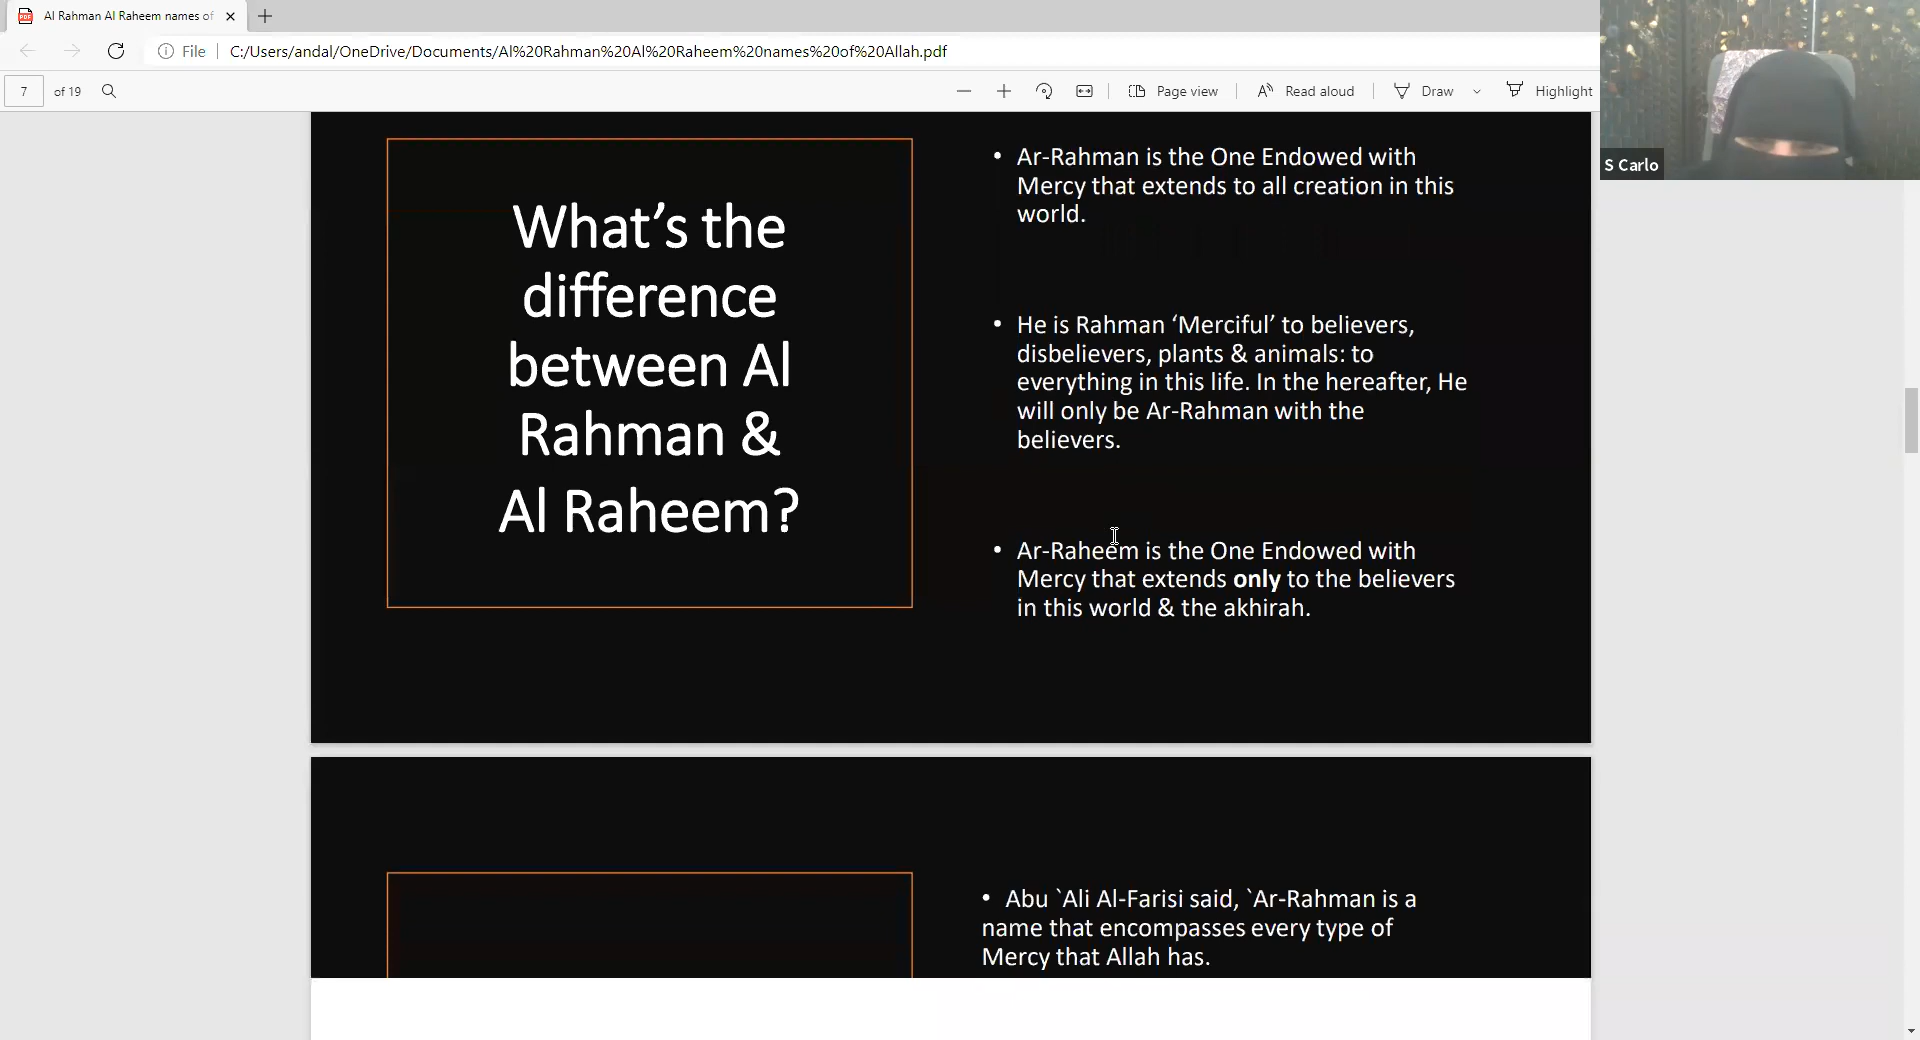 Al Rahman Al Raheem names of
File
C:/Users/andal/OneDrive/Documents/Al%20Rahman%20Al%20Raheem%20names%20of%20Allah.pdf
7 of 19
Page view
Read aloud
Draw
Highlight
S Carlo
What’s the
difference
between Al
Rahman &
Al Raheem?
• Ar-Rahman is the One Endowed with
Mercy that extends to all creation in this
world.
• He is Rahman ‘Merciful’ to believers,
disbelievers, plants & animals: to
everything in this life. In the hereafter, He
will only be Ar-Rahman with the
believers.
• Ar-Raheem is the One Endowed with
Mercy that extends only to the believers
in this world & the akhirah.
• Abu `Ali Al-Farisi said, `Ar-Rahman is a
name that encompasses every type of
Mercy that Allah has.